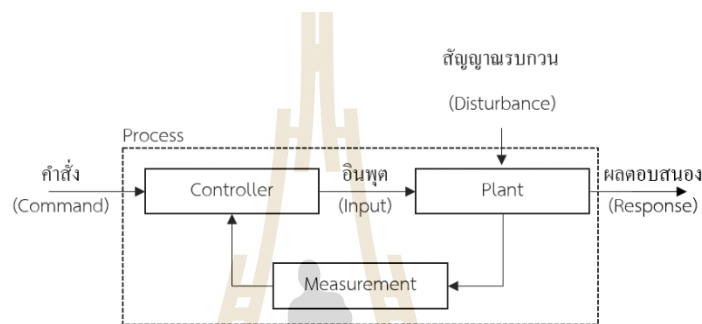 สัญญาณรบกวน
(Disturbance)
Process
คำสั่ง
(Command)
Controller
อินพุต
(Input)
Plant
ผลตอบสนอง
(Response)
Measurement